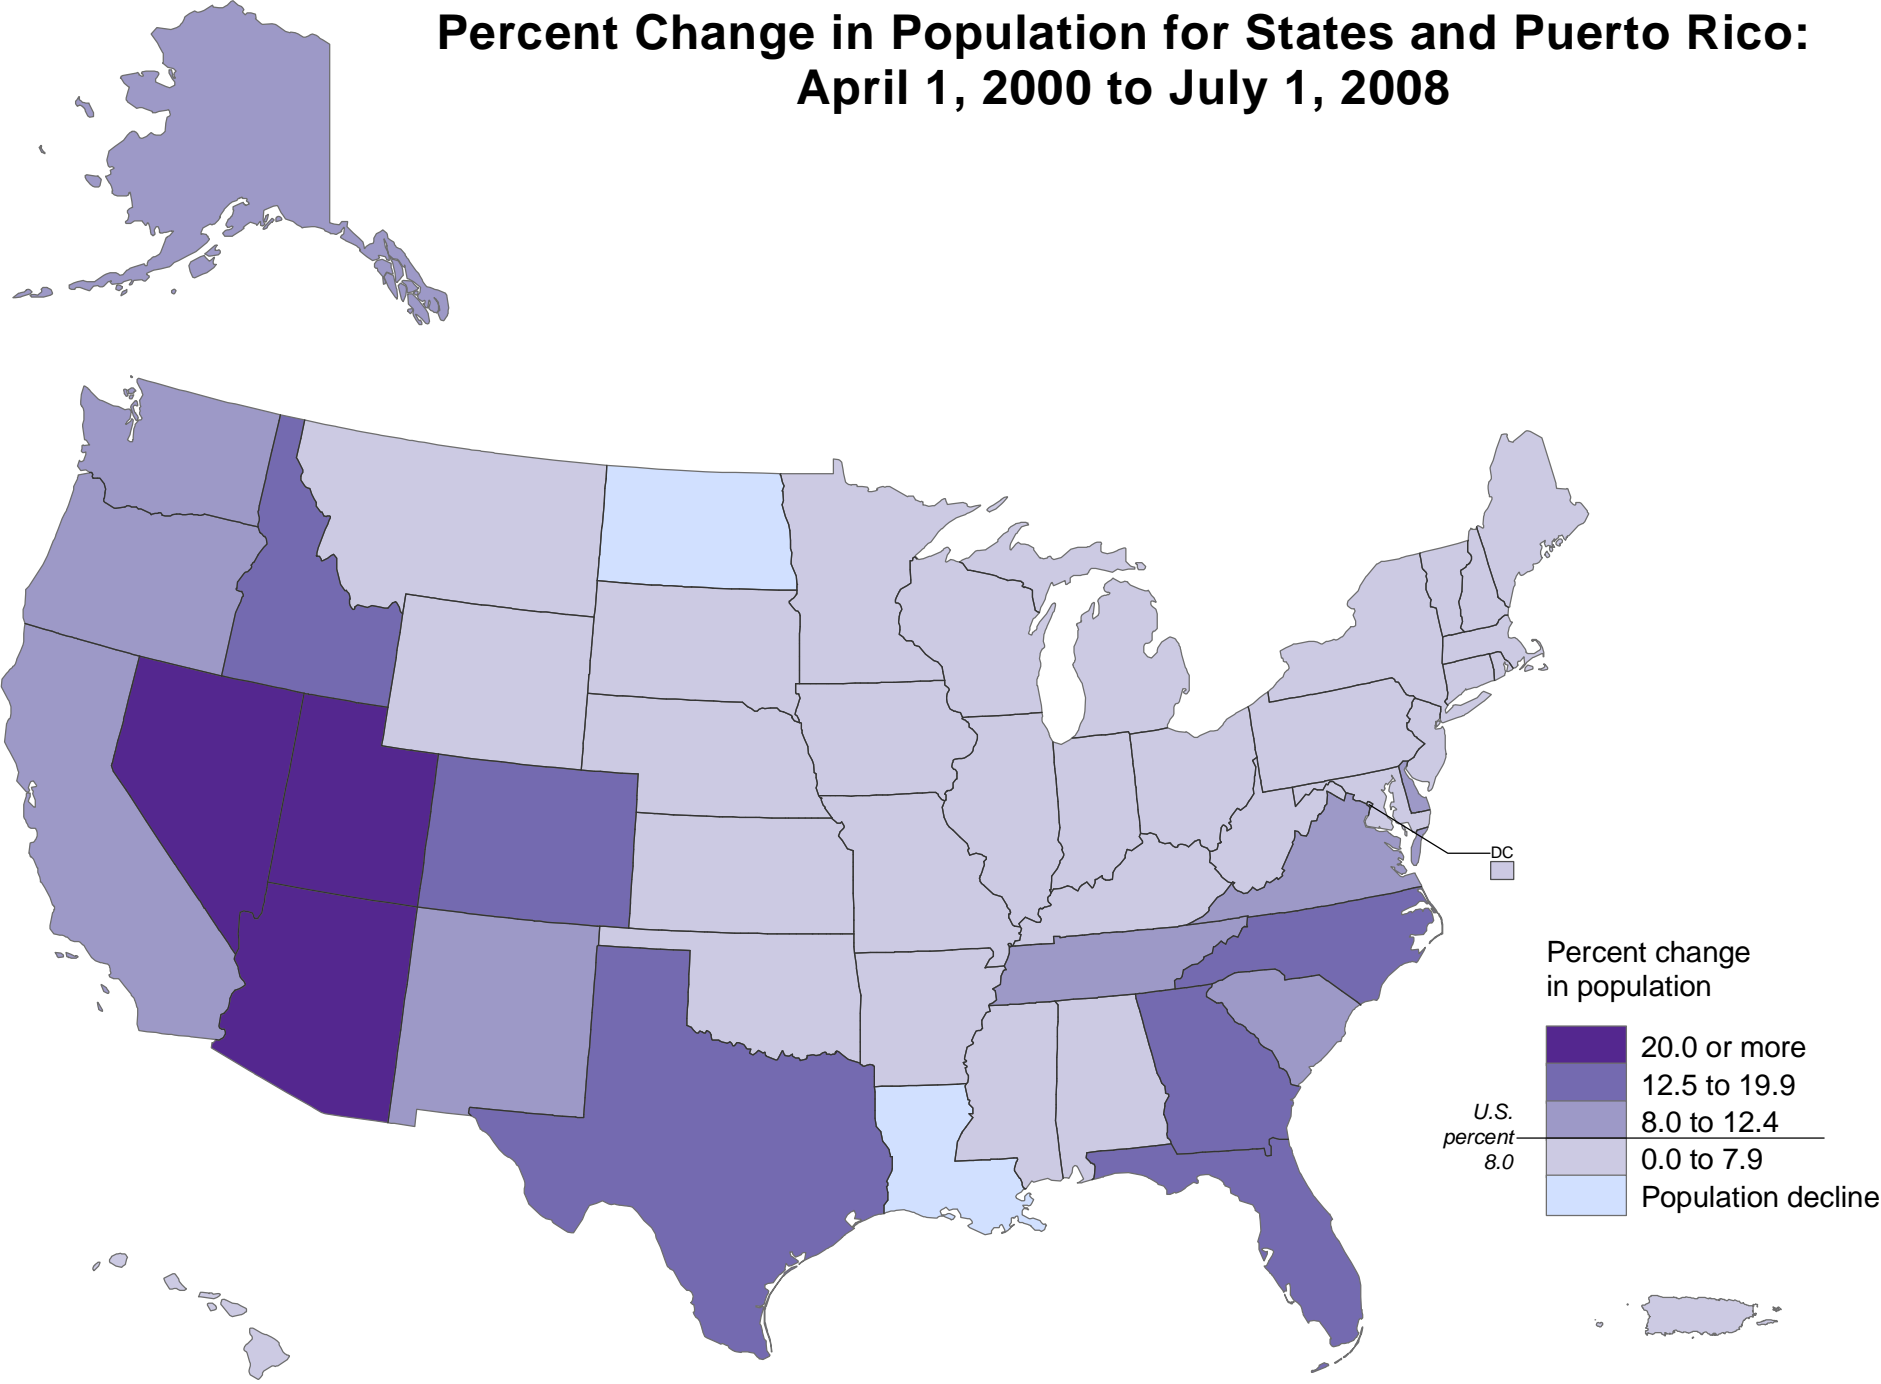 Percent Change in Population for States and Puerto Rico:
April 1, 2000 to July 1, 2008
DC
Percent change
in population
20.0 or more
12.5 to 19.9
8.0 to 12.4
0.0 to 7.9
Population decline
U.S.
percent
8.0